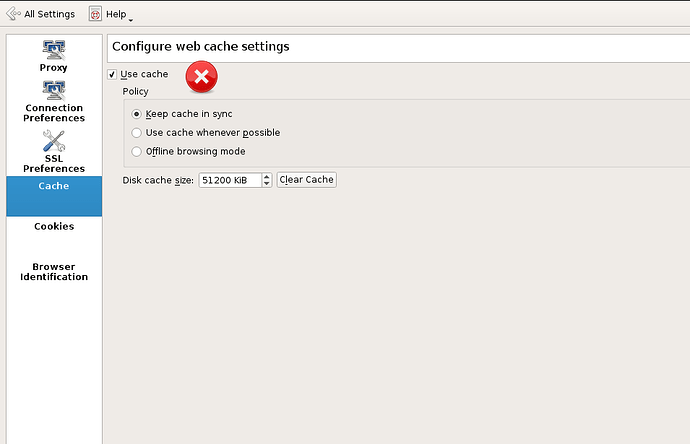 All Settings
Help
Configure web cache settings
Proxy
Connection
Preferences
SSL
Preferences
Cache
Cookies
Browser
Identification
Use cache
Policy
Keep cache in sync
Use cache whenever possible
Offline browsing mode
Disk cache size: 51200 KiB Clear Cache